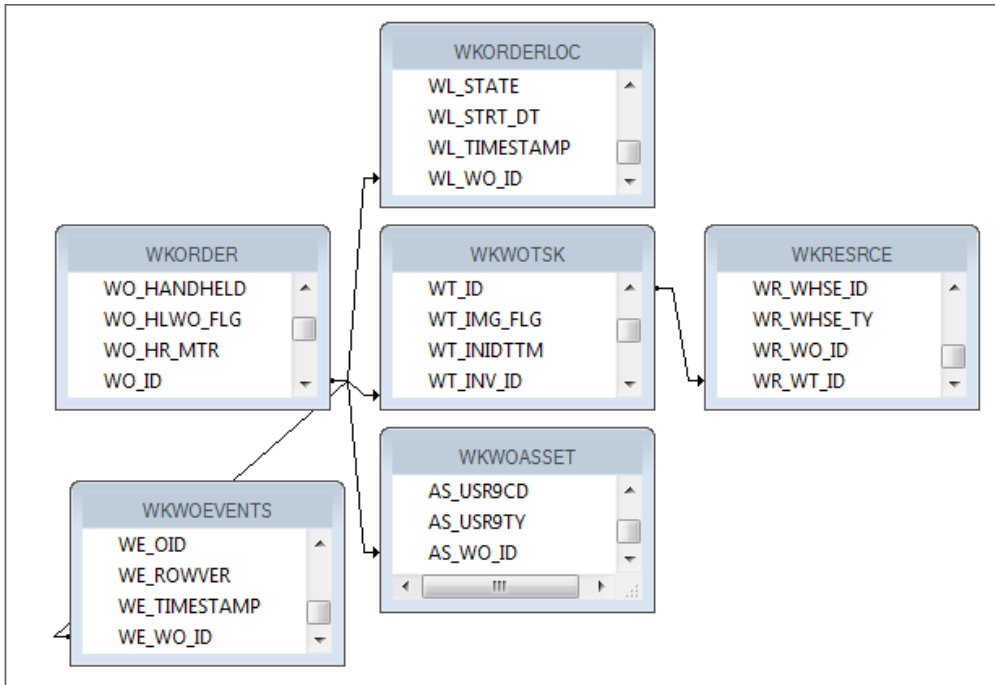 WKORDERLOC
WL_STATE
WL_STRT_DT
WL_TIMESTAMP
WL_WO_ID
WKORDER
WO_HANDHELD
WO_HLWO_FLG
WO_HR_MTR
WO_ID
WKWOTSK
WT_ID
WT_IMG_FLG
WT_INIDTTM
WT_INV_ID
WKRESRCE
WR_WHSE_ID
WR_WHSE_TY
WR_WO_ID
WR_WT_ID
WKWOEVENTS
WE_OID
WE_ROWVER
WE_TIMESTAMP
WE_WO_ID
WKWOASSET
AS_USR9CD
AS_USR9TY
AS_WO_ID